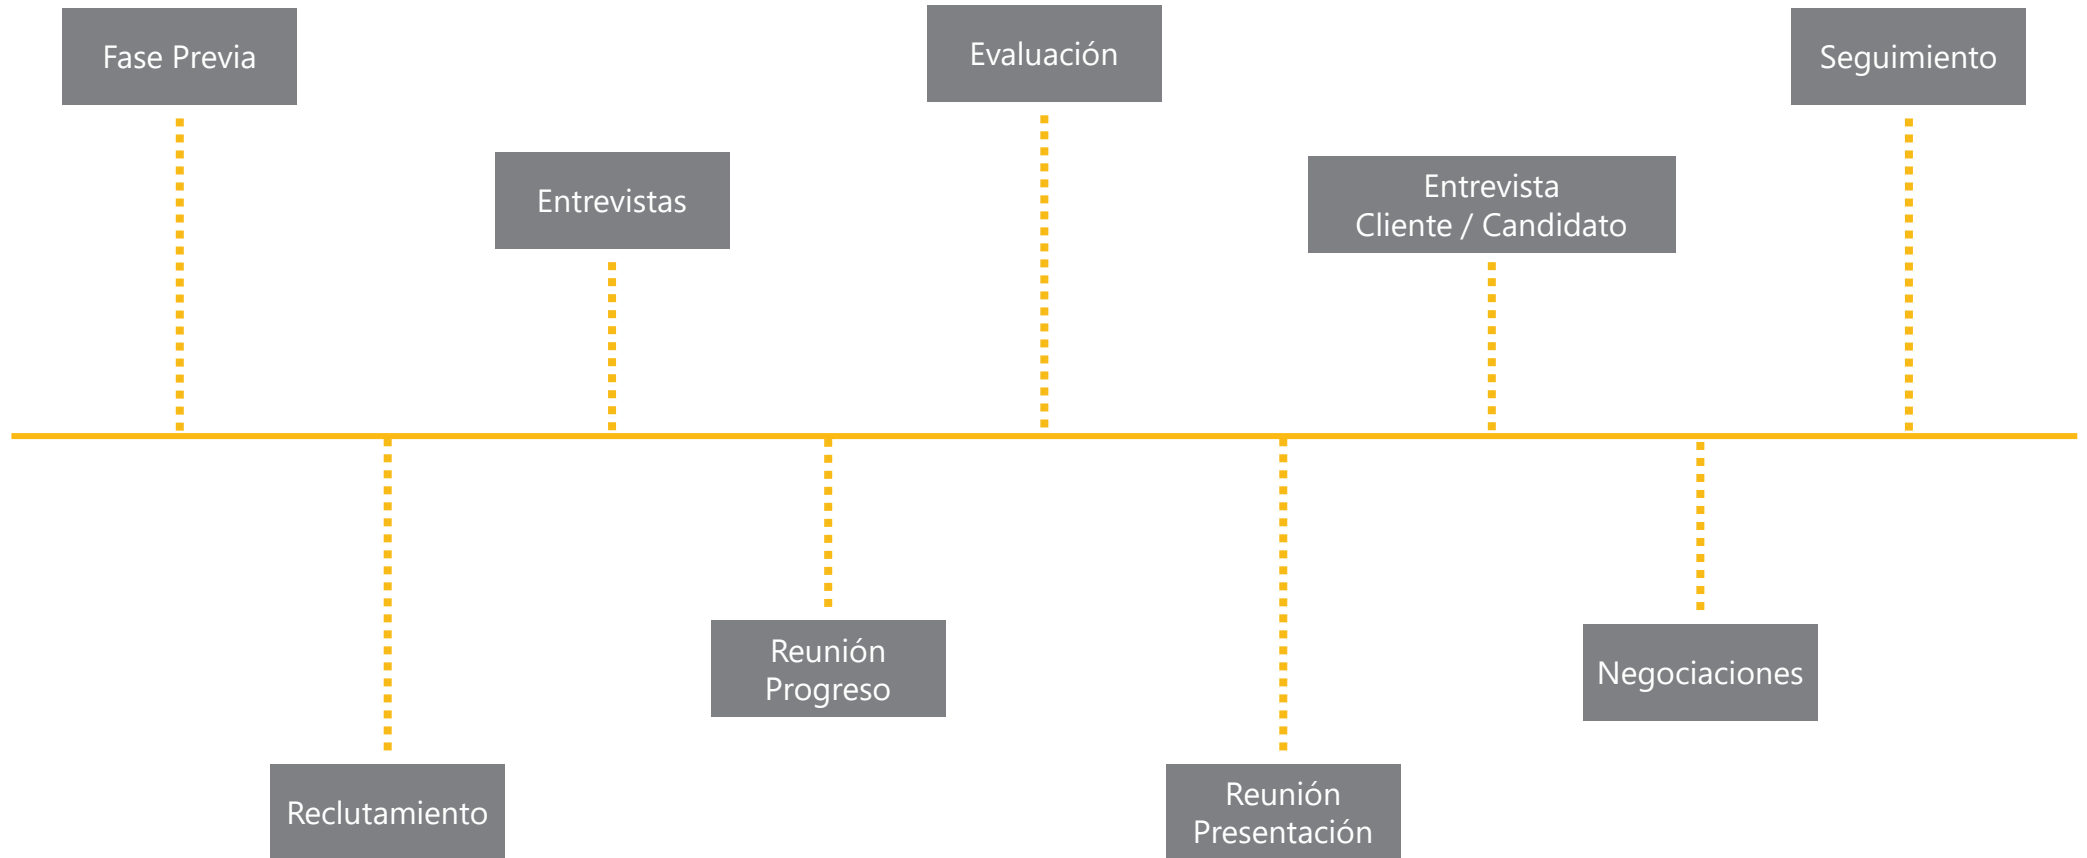 Fase Previa
Reclutamiento
Entrevistas
Reunión
Progreso
Evaluación
Reunión
Presentación
Entrevista
Cliente / Candidato
Negociaciones
Seguimiento